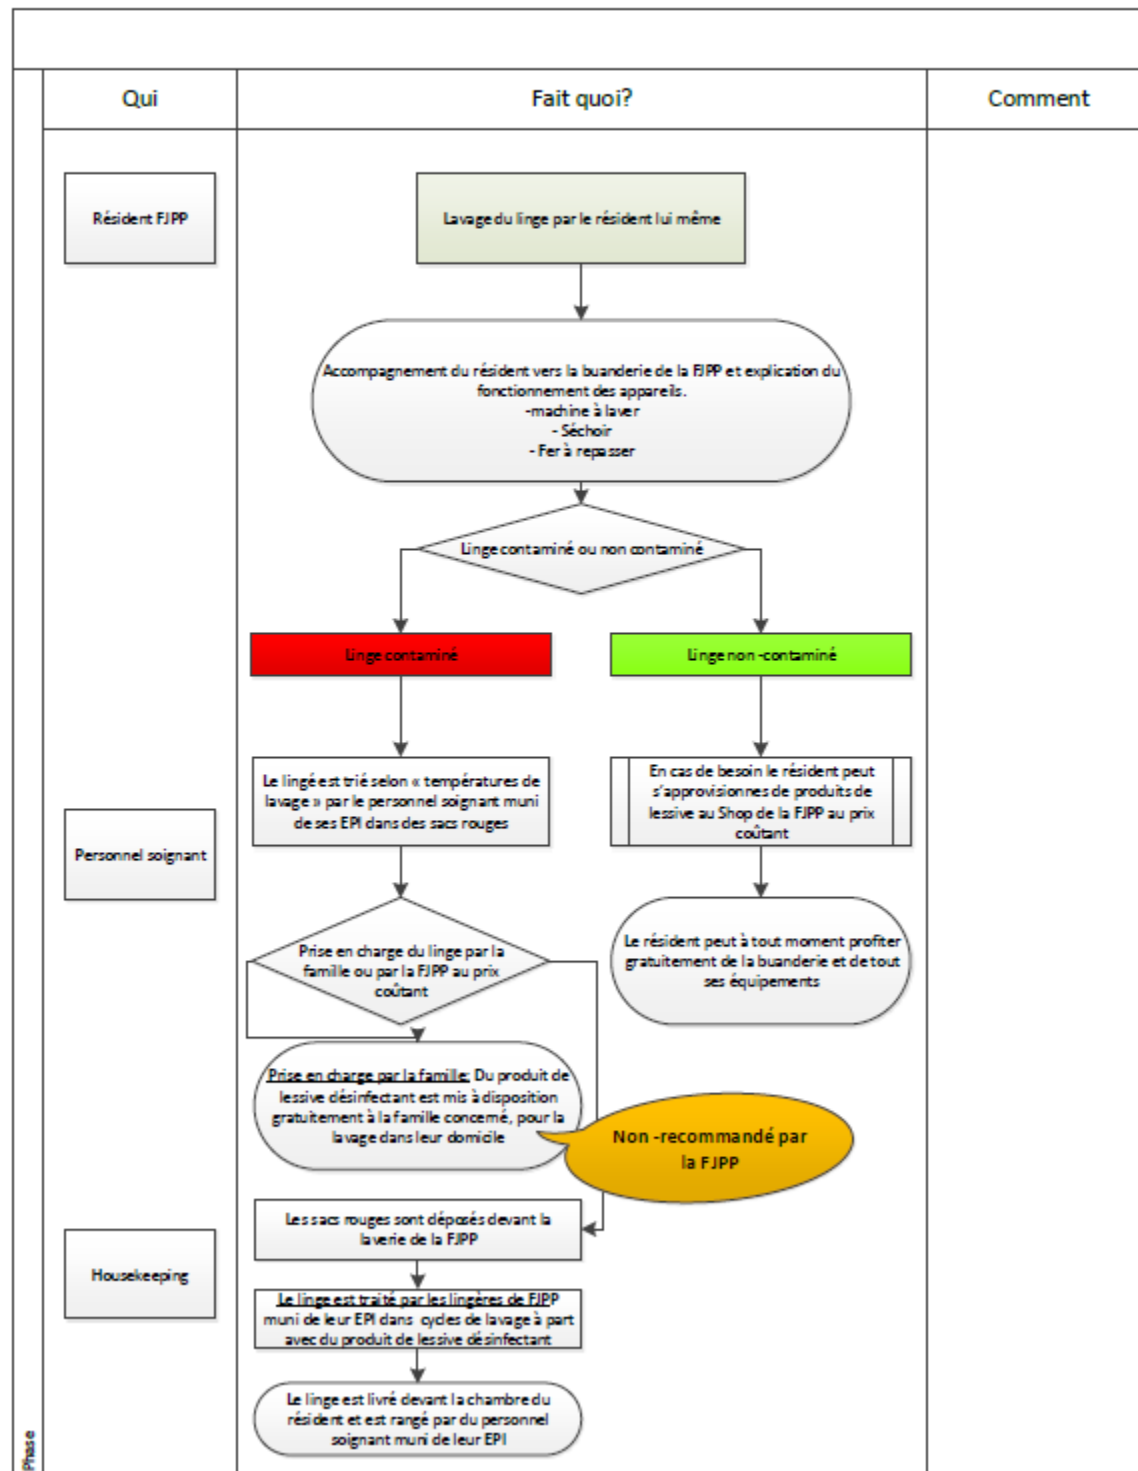 Qui
Fait quoi?
Comment
Résident FJPP
Lavage du linge par le résident lui même
Accompagnement du résident vers la buanderie de la FJPP et explication du
fonctionnement des appareils.
-machine à laver
- Séchoir
- Fer à repasser
Linge contaminé ou non contaminé
Linge contaminé
Linge non -contaminé
Le lingé est trié selon « températures de
lavage » par le personnel soignant muni
de ses EPI dans des sacs rouges
En cas de besoin le résident peut
s'approvisionnes de produits de
lessive au Shop de la FJPP au prix
coûtant
Personnel soignant
Prise en charge du linge par la
famille ou par la FJPP au prix
coûtant
Le résident peut à tout moment profiter
gratuitement de la buanderie et de tout
ses équipements
Prise en charge par la famille: Du produit de
lessive désinfectant est mis à disposition
gratuitement à la famille concerné, pour la
lavage dans leur domicile
Non -recommandé par
la FJPP
Les sacs rouges sont déposés devant la
laverie de la FJPP
Housekeeping
Le linge est traité par les lingères de FJPP
muni de leur EPI dans cycles de lavage à part
avec du produit de lessive désinfectant
Le linge est livré devant la chambre du
résident et est rangé par du personnel
soignant muni de leur EPI
Phase